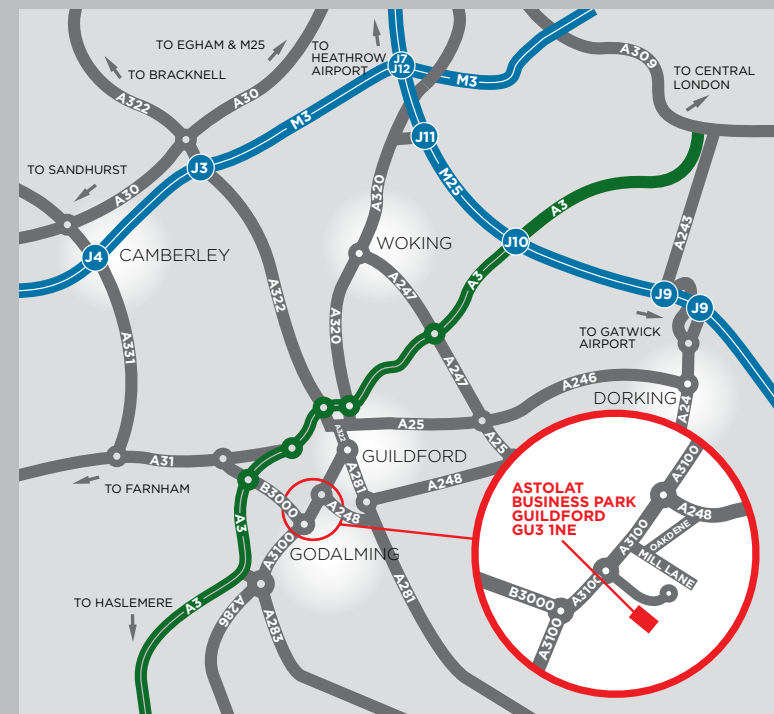 TO EGHAM & M25
TO
HEATHROW
AIRPORT
J7
J12
A309
TO CENTRAL
LONDON
TO BRACKNELL
A322
A30
M3
M3
J11
TO SANDHURST
J3
A30
M25
A320
A3
J10
A243
J4
CAMBERLEY
WOKING
A247
A3
J9
J9
A322
A320
TO GATWICK
AIRPORT
A331
A247
A246
DORKING
A24
A25
A322
A25
A31
GUILDFORD
A281
A248
TO FARNHAM
B3000
A248
A3
A3100
GODALMING
ASTOLAT
BUSINESS PARK
GUILDFORD
GU3 1NE
A3100
A248
A3100
OAKDENE
MILL LANE
A3100
B3000
A3100
TO HASLEMERE
A3
A286
A283
A281